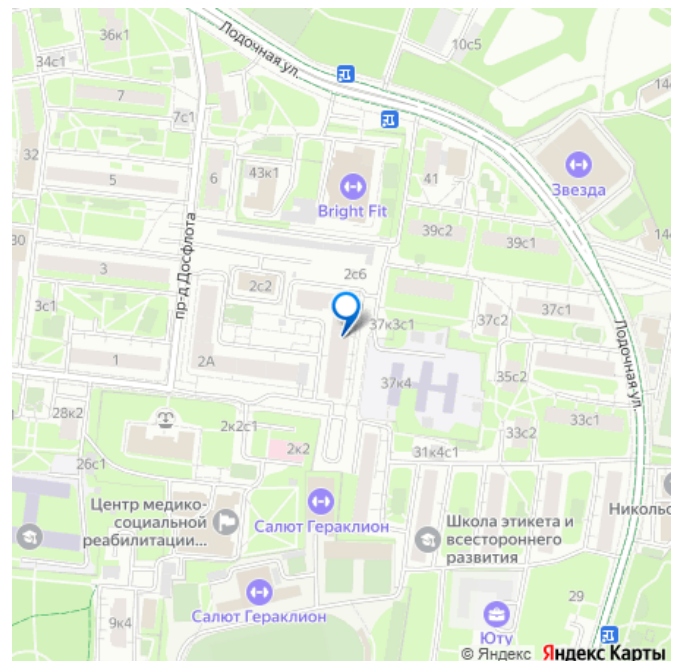 36к1
Лодочная ул.
10с5
34с1
7
14
7с1
32
43к1
41
5
6
Bright Fit
Звезда
39с2
39с1
14
30
пр-д Досфлота
3
2с6
2с2
3с1
37к3с1
37с2
37с1
Лодочная ул.
1
2А
37к4
35с2
28к2
2к2с1
33с2
33с1
26с1
2к2
31к4с1
Центр медико-
социальной
реабилитации...
Салют Гераклион
Школа этикета и
всестороннего
развития
Никольс
Салют Гераклион
9к4
29
Юту
© Яндекс Яндекс Карты